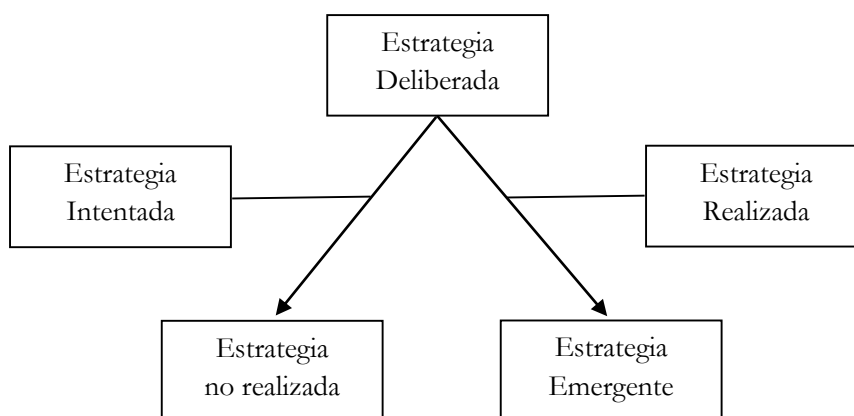 Estrategia
Deliberada
Estrategia
Intentada
Estrategia
Realizada
Estrategia
no realizada
Estrategia
Emergente